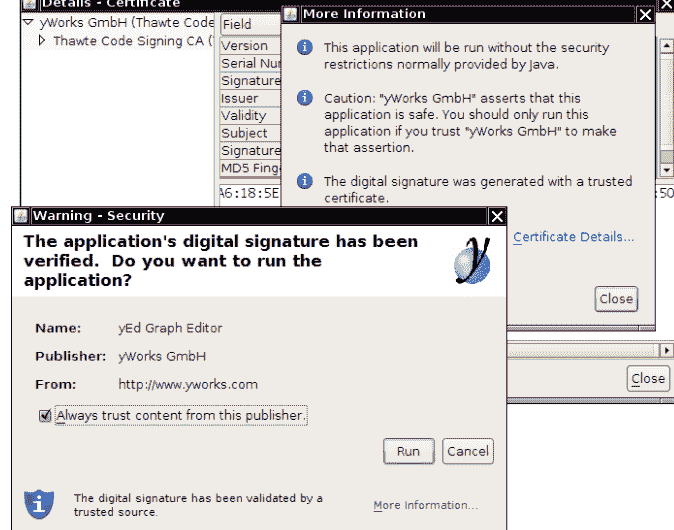 Details - Certificate
yWorks GmbH (Thawte Code
Thawte Code Signing CA (
Field
Version
Serial Nu
Signature
Issuer
Validity
Subject
Signature
MD5 Fing
A6:18:5E
:50
More Information
This application will be run without the security
restrictions normally provided by Java.
Caution: "yWorks GmbH" asserts that this
application is safe. You should only run this
application if you trust "yWorks GmbH" to make
that assertion.
The digital signature was generated with a trusted
certificate.
Certificate Details...
Close
Close
Warning - Security
The application's digital signature has been
verified. Do you want to run the
application?
Name: yEd Graph Editor
Publisher: yWorks GmbH
From: http://www.yworks.com
Always trust content from this publisher.
Run Cancel
The digital signature has been validated by a
trusted source.
More Information...